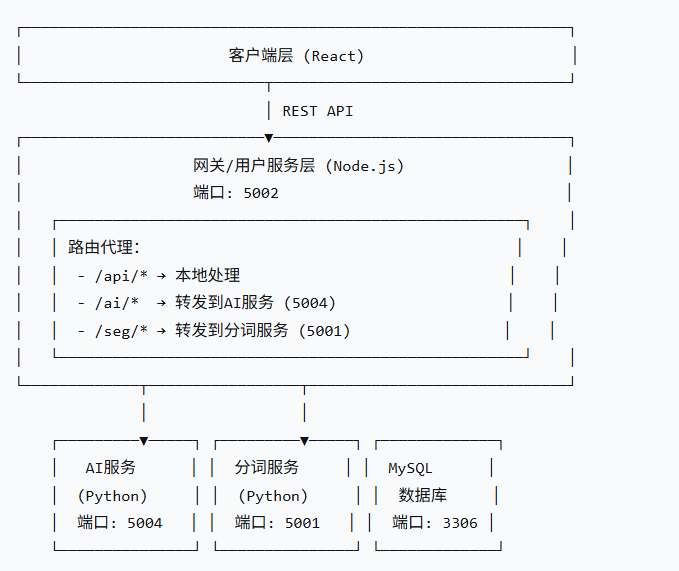 客户端层 (React)
REST API
网关/用户服务层 (Node.js)
端口: 5002
路由代理:
- /api/* → 本地处理
- /ai/* → 转发到AI服务 (5004)
- /seg/* → 转发到分词服务 (5001)
AI服务 分词服务 MySQL
(Python) (Python) 数据库
端口: 5004 端口: 5001 端口: 3306